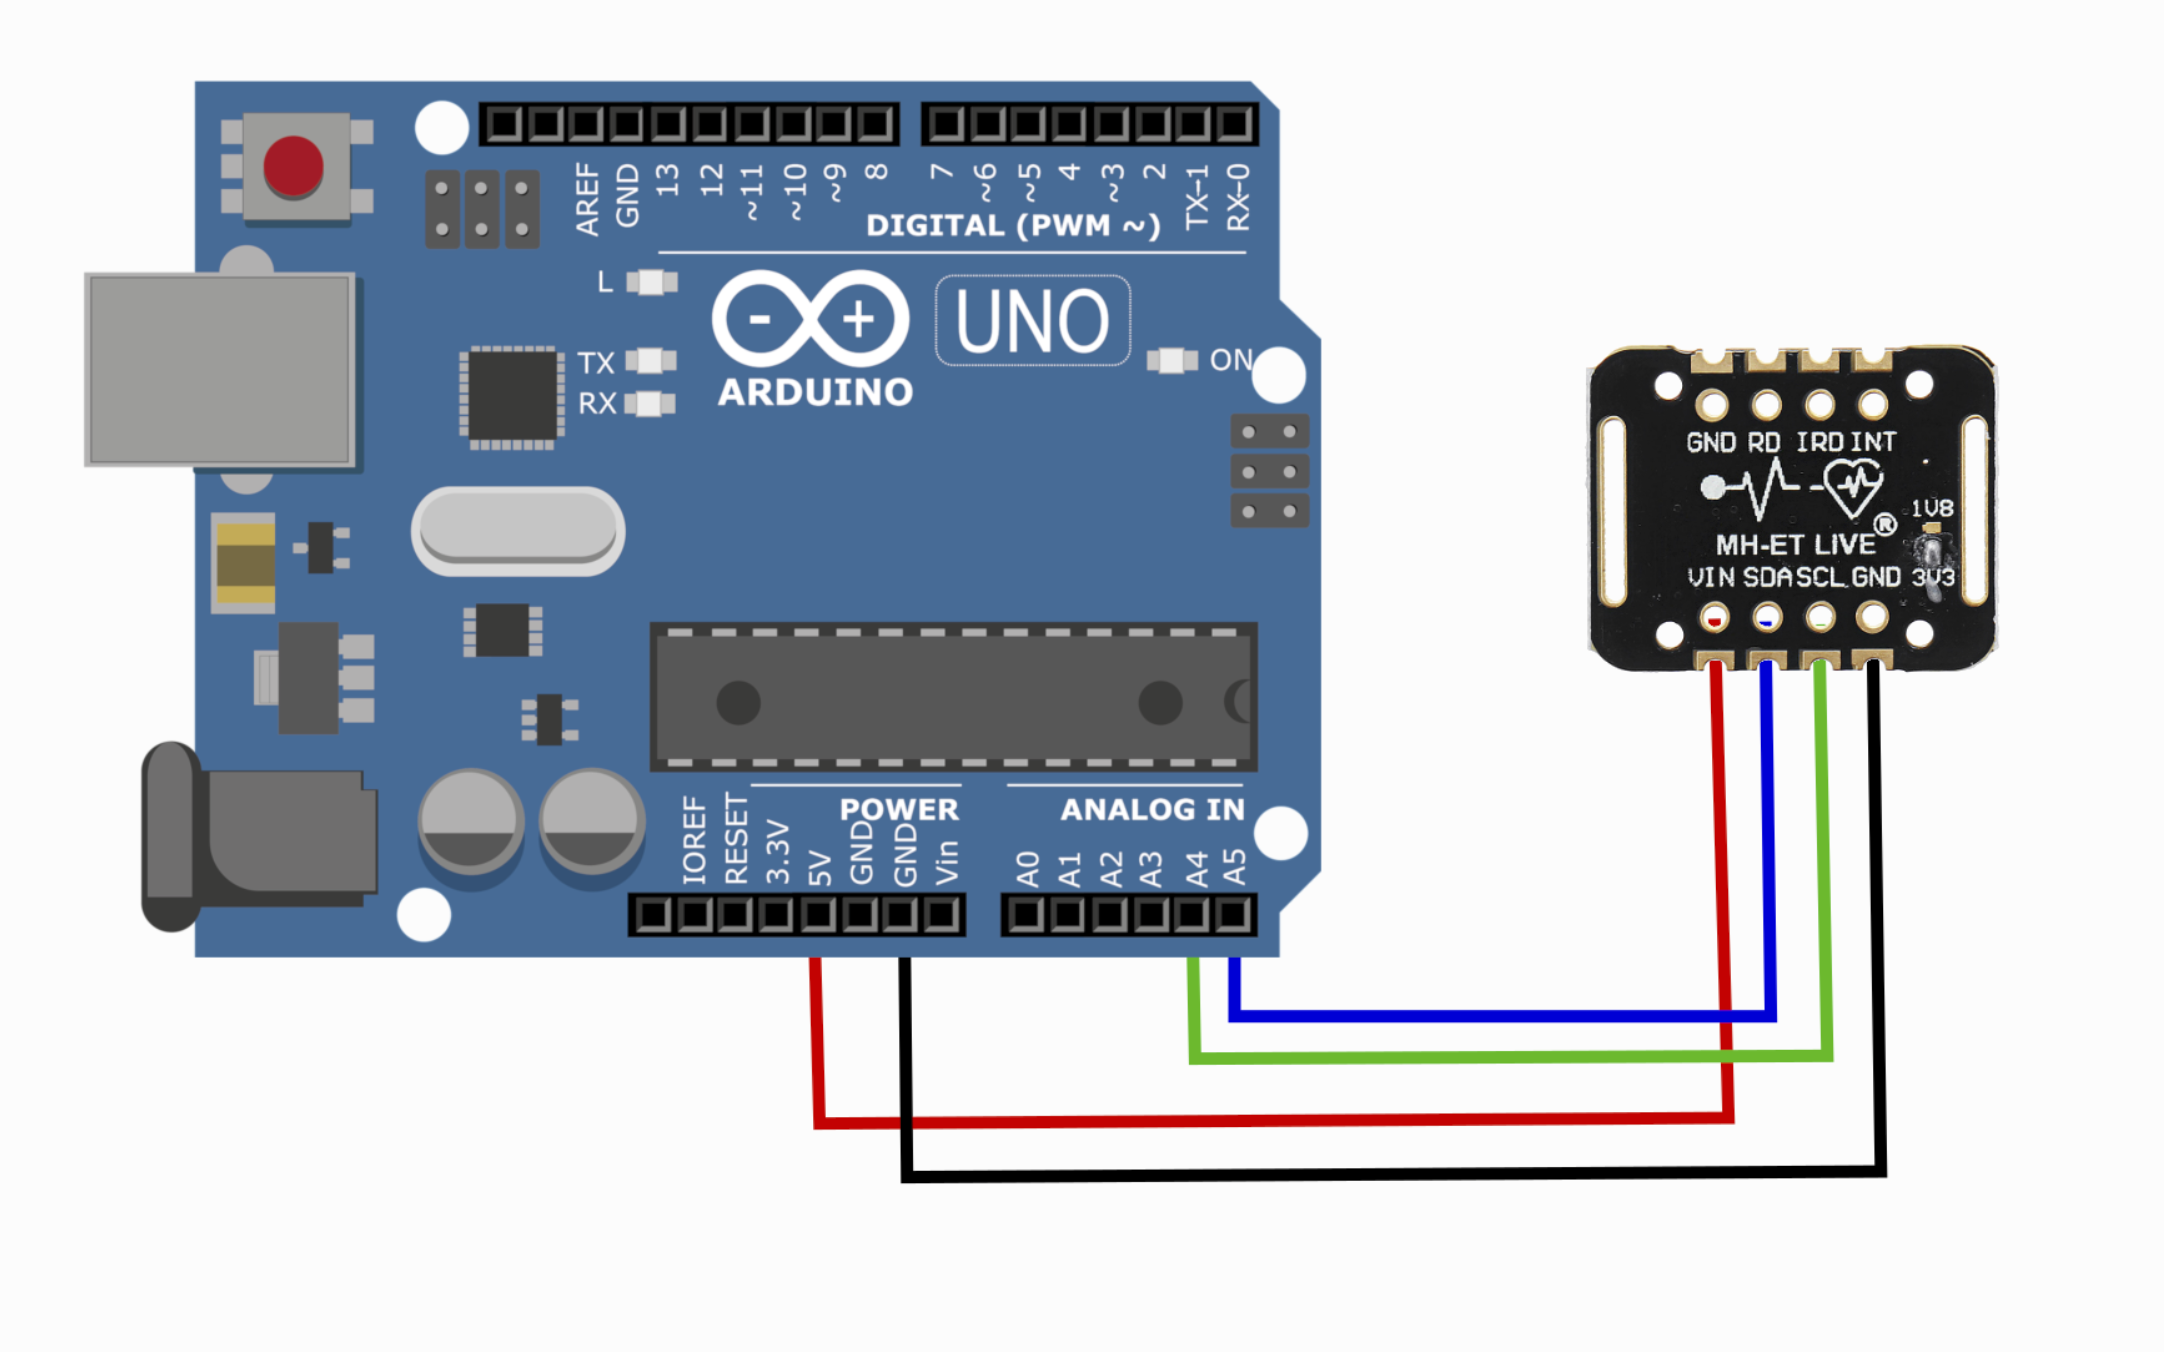 AREF GND 13 12 ~11 ~10 ~9 8 7 ~6 ~5 4 ~3 2 TX→1 RX←0
DIGITAL (PWM ~)
L
- + UNO
TX ON
ARDUINO
RX
GND RD IRD INT
1V8
®
MH-ET LIVE
VIN SDA SCL GND 3V3
POWER ANALOG IN
IOREF RESET 3.3V 5V GND GND Vin A0 A1 A2 A3 A4 A5